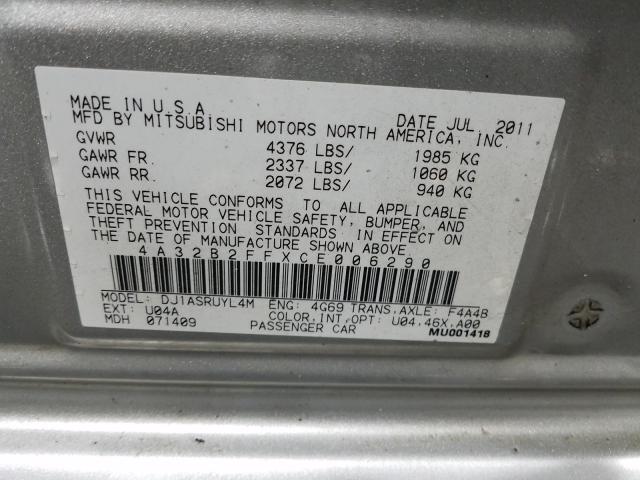 MADE IN U.S.A DATE JUL 2011
MFD BY MITSUBISHI MOTORS NORTH AMERICA, INC.
GVWR 4376 LBS/ 1985 KG
GAWR FR. 2337 LBS/ 1060 KG
GAWR RR. 2072 LBS/ 940 KG
THIS VEHICLE CONFORMS TO ALL APPLICABLE
FEDERAL MOTOR VEHICLE SAFETY, BUMPER, AND
THEFT PREVENTION STANDARDS IN EFFECT ON
THE DATE OF MANUFACTURE SHOWN ABOVE.
4A32B2FFXCE006290
MODEL: DJ1ASRUYL4M ENG: 4G69 TRANS,AXLE: F4A4B
EXT: U04A COLOR,INT,OPT: U04,46X,A00
MDH 071409 PASSENGER CAR MU001418